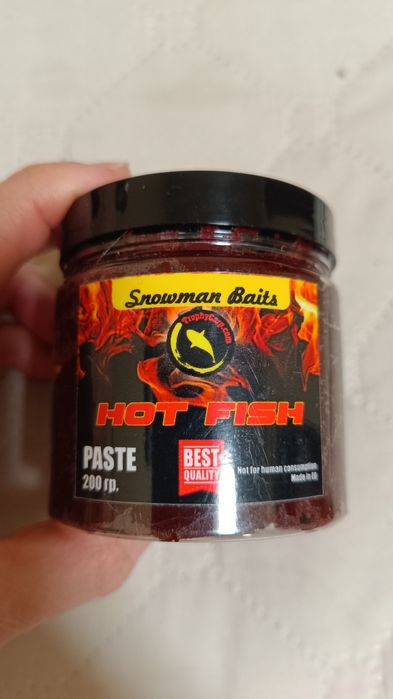 Snowman Baits
TrophyCarp.com
HOT FISH
PASTE
200 гр.
BEST
QUALITY
Not for human consumption
Made in EU